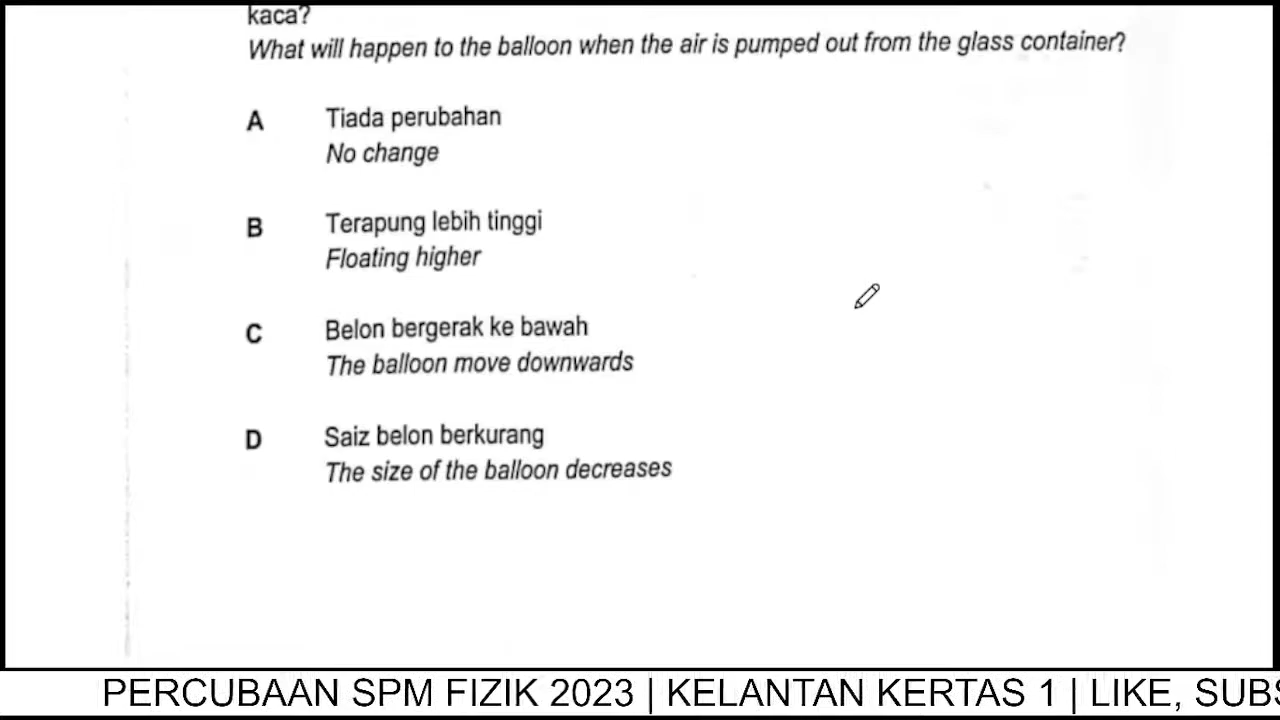 kaca?
What will happen to the balloon when the air is pumped out from the glass container?
A Tiada perubahan
No change
B Terapung lebih tinggi
Floating higher
C Belon bergerak ke bawah
The balloon move downwards
D Saiz belon berkurang
The size of the balloon decreases
PERCUBAAN SPM FIZIK 2023 | KELANTAN KERTAS 1 | LIKE, SUBS